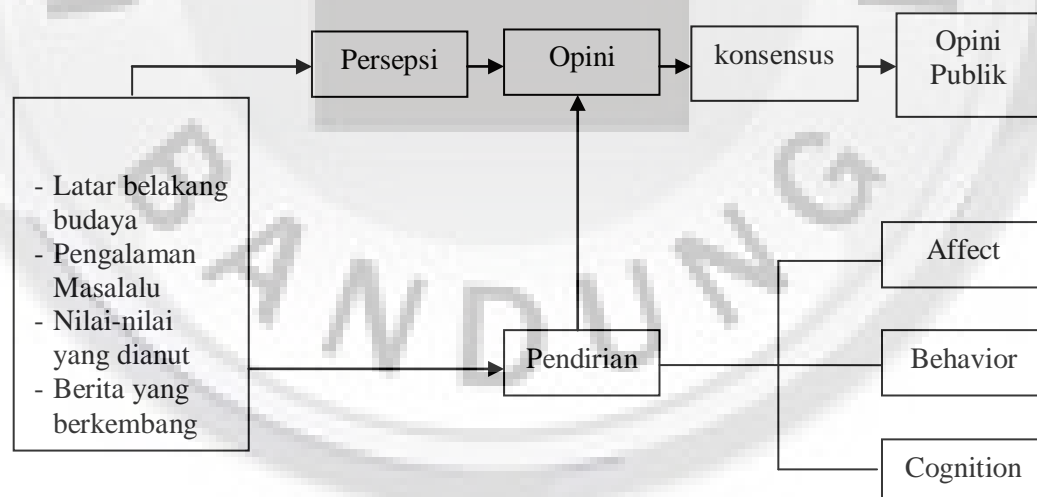 Persepsi
Opini
konsensus
Opini
Publik
- Latar belakang
budaya
- Pengalaman
Masalalu
- Nilai-nilai
yang dianut
- Berita yang
berkembang
Pendirian
Affect
Behavior
Cognition
BANDUNG